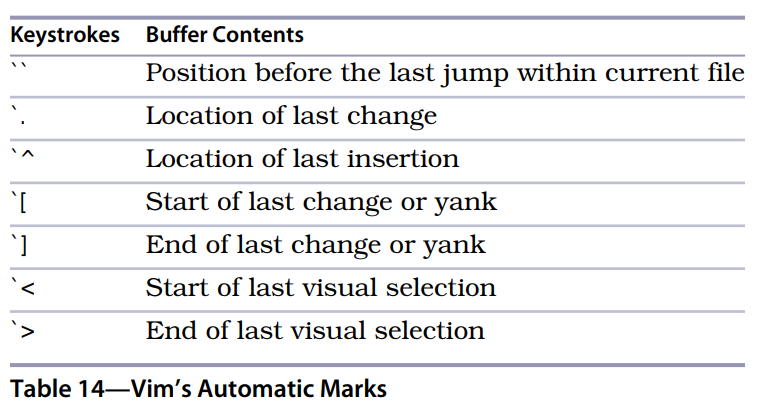 Keystrokes Buffer Contents
`` Position before the last jump within current file
`. Location of last change
`^ Location of last insertion
`[ Start of last change or yank
`] End of last change or yank
`< Start of last visual selection
`> End of last visual selection
Table 14—Vim’s Automatic Marks